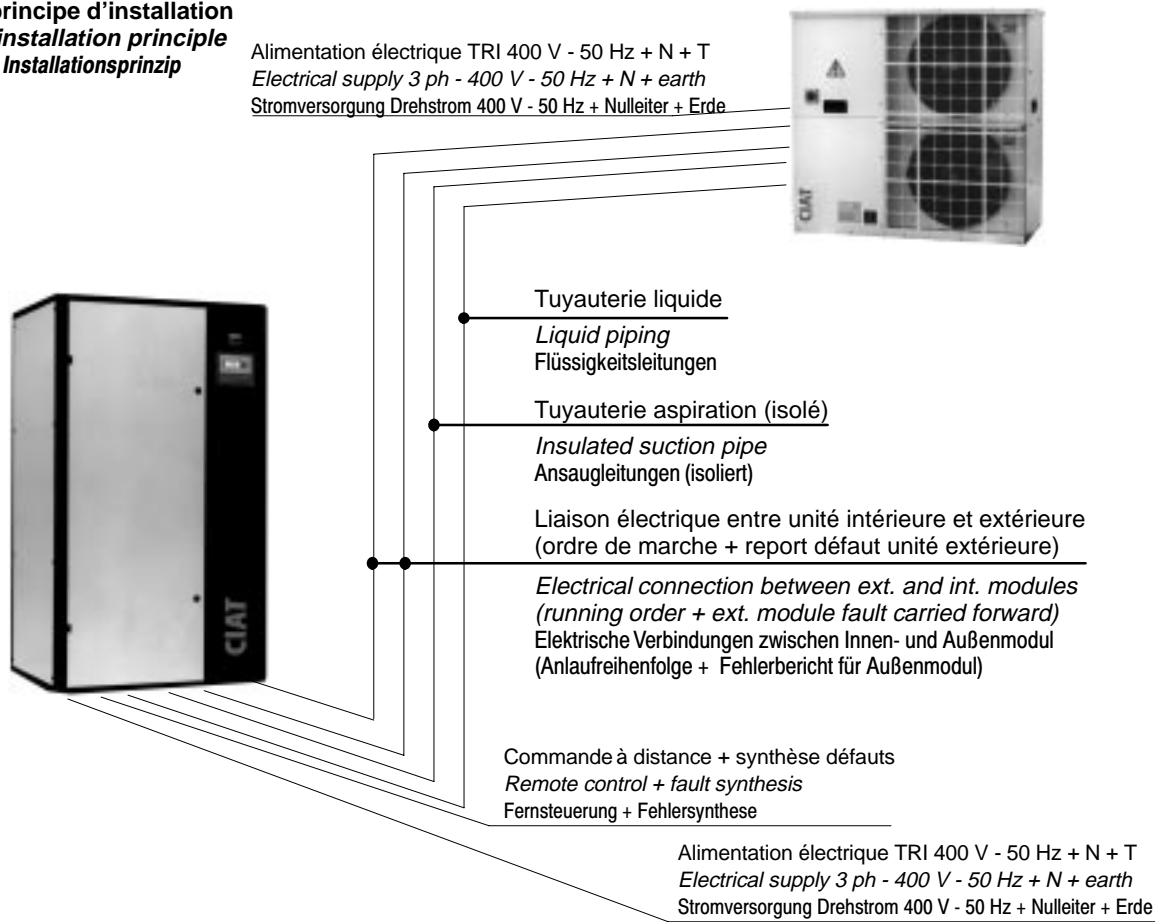 principe d'installation
installation principle
Installationsprinzip
Alimentation électrique TRI 400 V - 50 Hz + N + T
Electrical supply 3 ph - 400 V - 50 Hz + N + earth
Stromversorgung Drehstrom 400 V - 50 Hz + Nulleiter + Erde
CIAT
Tuyauterie liquide
Liquid piping
Flüssigkeitsleitungen
Tuyauterie aspiration (isolé)
Insulated suction pipe
Ansaugleitungen (isoliert)
Liaison électrique entre unité intérieure et extérieure
(ordre de marche + report défaut unité extérieure)
Electrical connection between ext. and int. modules
(running order + ext. module fault carried forward)
Elektrische Verbindungen zwischen Innen- und Außenmodul
(Anlaufreihenfolge + Fehlerbericht für Außenmodul)
CIAT
Commande à distance + synthèse défauts
Remote control + fault synthesis
Fernsteuerung + Fehlersynthese
Alimentation électrique TRI 400 V - 50 Hz + N + T
Electrical supply 3 ph - 400 V - 50 Hz + N + earth
Stromversorgung Drehstrom 400 V - 50 Hz + Nulleiter + Erde